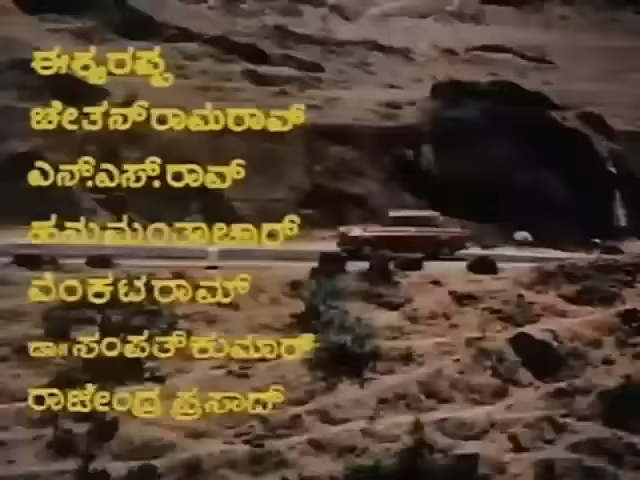 ಈಶ್ವರಪ್ಪ
ಚೇತನ್ ರಾಮರಾವ್
ಎನ್.ಎಸ್.ರಾವ್
ಹನುಮಂತಾಚಾರ್
ವೆಂಕಟರಾಮ್
ಡಾ॥ಸಂಪತ್ ಕುಮಾರ್
ರಾಜೇಂದ್ರ ಪ್ರಸಾದ್